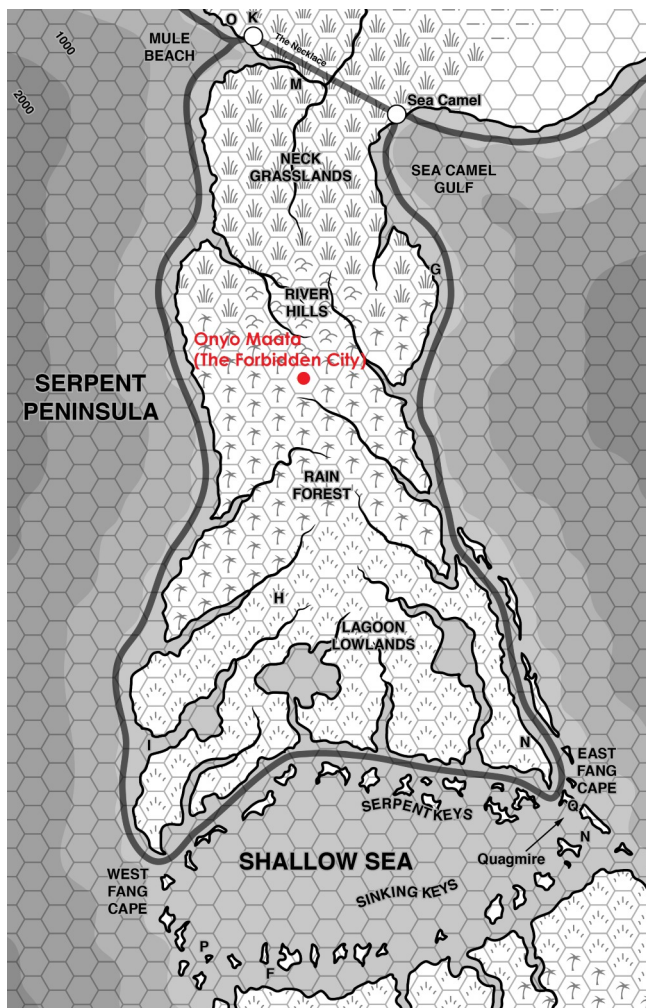 O K
1000
MULE
BEACH
The Necklace
2000
M
Sea Camel
NECK
GRASSLANDS
SEA CAMEL
GULF
G
RIVER
HILLS
Onyo Maata
(The Forbidden City)
SERPENT
PENINSULA
RAIN
FOREST
H
LAGOON
LOWLANDS
I
N
EAST
FANG
CAPE
SERPENT KEYS
Q
N
Quagmire
SHALLOW SEA
WEST
FANG
CAPE
SINKING KEYS
P
F